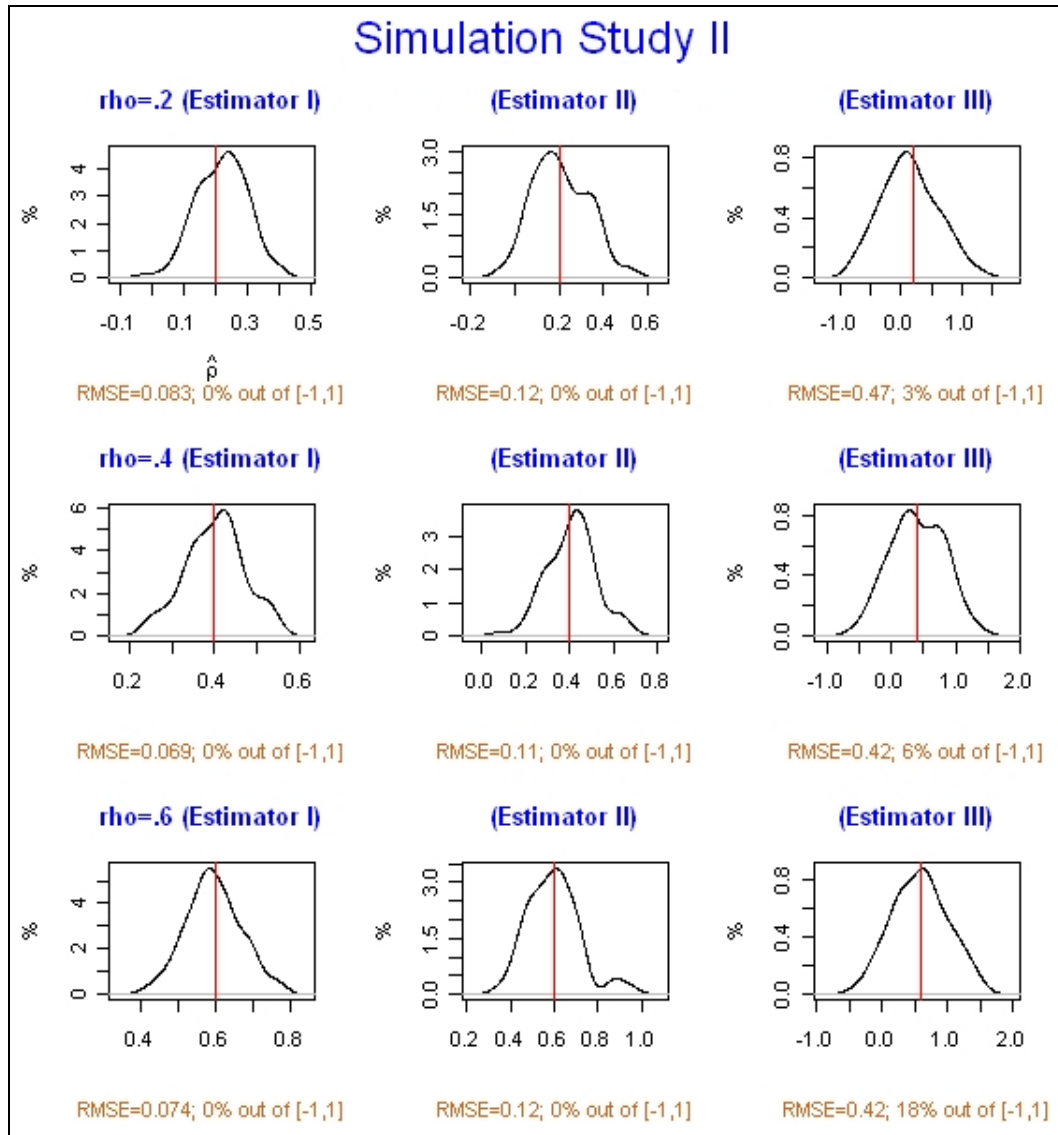 Simulation Study II
rho=.2 (Estimator I) (Estimator II) (Estimator III)
% 0 1 2 3 4
% 0.0 1.5 3.0
% 0.0 0.4 0.8
-0.1 0.1 0.3 0.5
-0.2 0.2 0.4 0.6
-1.0 0.0 1.0
ρ̂
RMSE=0.083; 0% out of [-1,1] RMSE=0.12; 0% out of [-1,1] RMSE=0.47; 3% out of [-1,1]
rho=.4 (Estimator I) (Estimator II) (Estimator III)
% 0 2 4 6
% 0 1 2 3
% 0.0 0.4 0.8
0.2 0.4 0.6
0.0 0.2 0.4 0.6 0.8
-1.0 0.0 1.0 2.0
RMSE=0.069; 0% out of [-1,1] RMSE=0.11; 0% out of [-1,1] RMSE=0.42; 6% out of [-1,1]
rho=.6 (Estimator I) (Estimator II) (Estimator III)
% 0 2 4
% 0.0 1.5 3.0
% 0.0 0.4 0.8
0.4 0.6 0.8
0.2 0.4 0.6 0.8 1.0
-1.0 0.0 1.0 2.0
RMSE=0.074; 0% out of [-1,1] RMSE=0.12; 0% out of [-1,1] RMSE=0.42; 18% out of [-1,1]